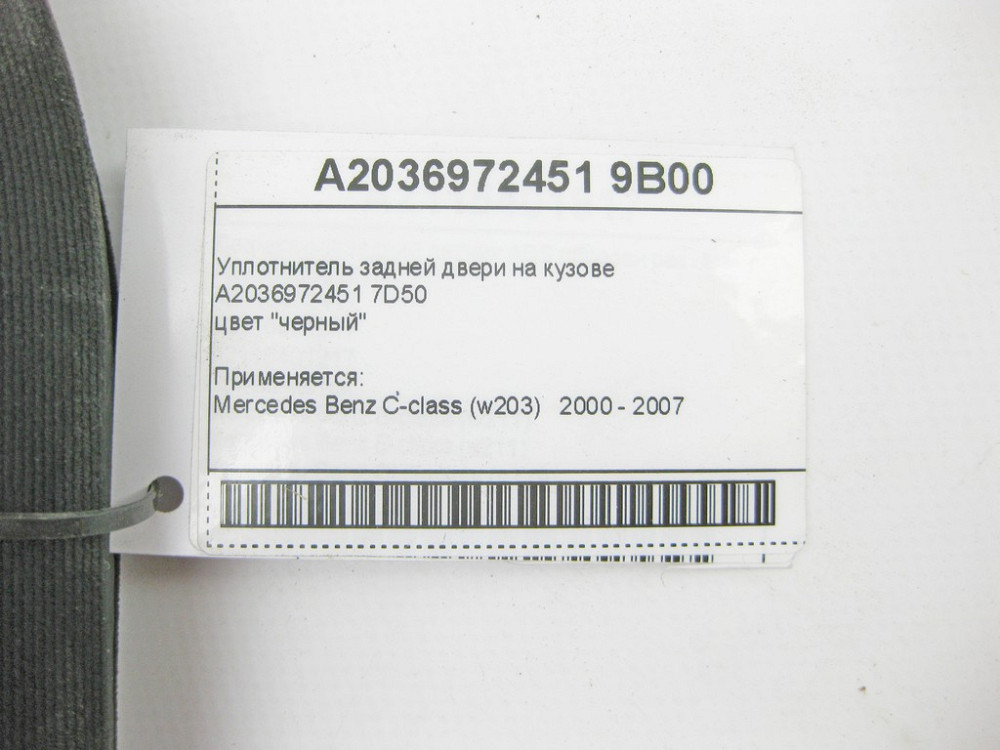 A2036972451 9B00
Уплотнитель задней двери на кузове
A2036972451 7D50
цвет "черный"
Применяется:
Mercedes Benz C-class (w203) 2000 - 2007